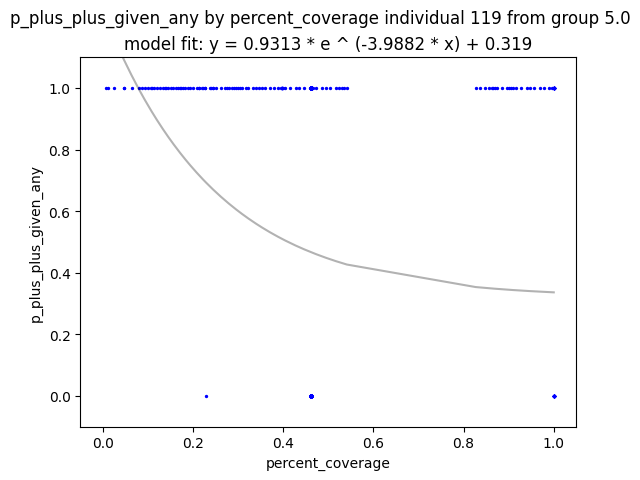 p_plus_plus_given_any by percent_coverage individual 119 from group 5.0
model fit: y = 0.9313 * e ^ (-3.9882 * x) + 0.319
1.0
0.8
0.6
0.4
0.2
0.0
p_plus_plus_given_any
0.0 0.2 0.4 0.6 0.8 1.0
percent_coverage